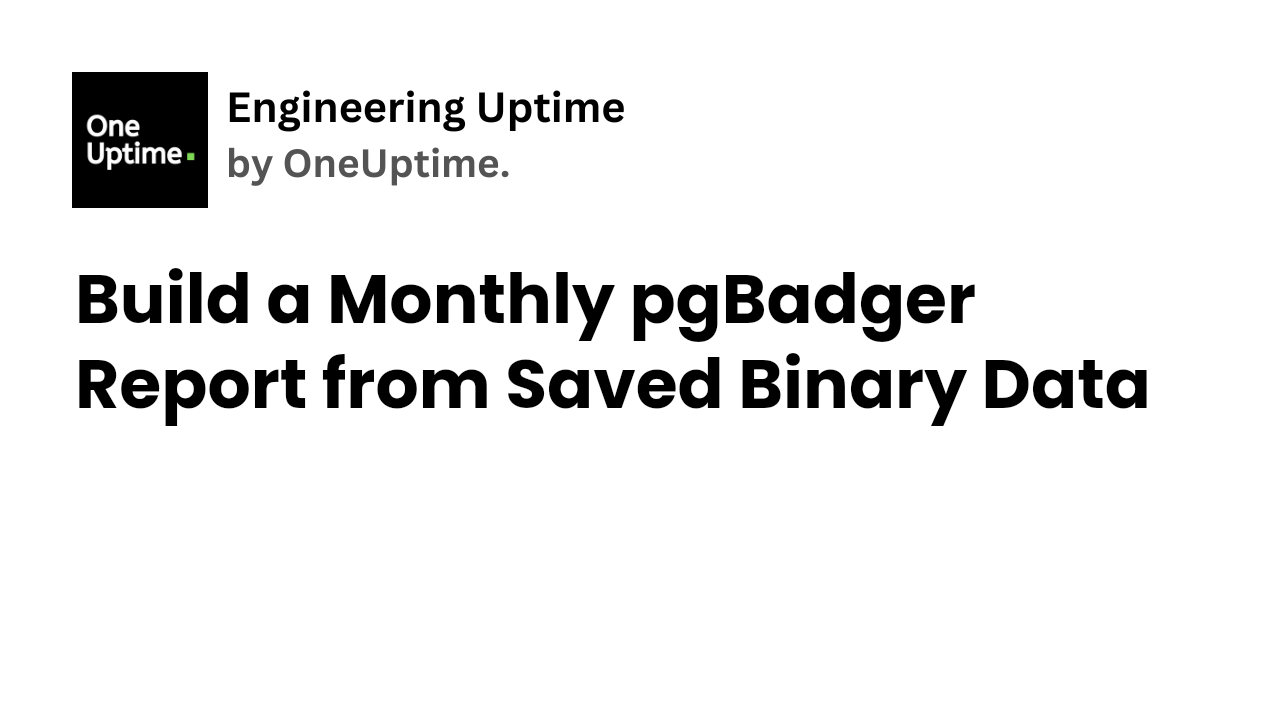 One
Uptime.
Engineering Uptime
by OneUptime.
Build a Monthly pgBadger
Report from Saved Binary Data